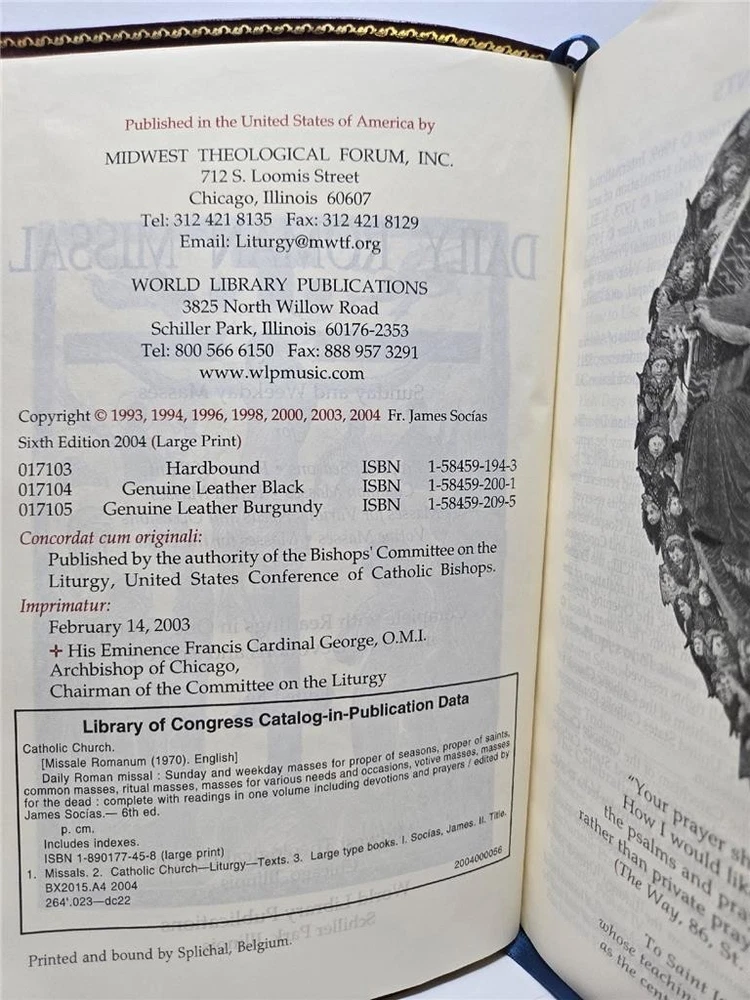 Published in the United States of America by
MIDWEST THEOLOGICAL FORUM, INC.
712 S. Loomis Street
Chicago, Illinois 60607
Tel: 312 421 8135 Fax: 312 421 8129
Email: Liturgy@mwtf.org
WORLD LIBRARY PUBLICATIONS
3825 North Willow Road
Schiller Park, Illinois 60176-2353
Tel: 800 566 6150 Fax: 888 957 3291
www.wlpmusic.com
Copyright © 1993, 1994, 1996, 1998, 2000, 2003, 2004 Fr. James Socías
Sixth Edition 2004 (Large Print)
017103 Hardbound ISBN 1-58459-194-3
017104 Genuine Leather Black ISBN 1-58459-200-1
017105 Genuine Leather Burgundy ISBN 1-58459-209-5
Concordat cum originali:
Published by the authority of the Bishops' Committee on the
Liturgy, United States Conference of Catholic Bishops.
Imprimatur:
February 14, 2003
✢ His Eminence Francis Cardinal George, O.M.I.
Archbishop of Chicago,
Chairman of the Committee on the Liturgy
Library of Congress Catalog-in-Publication Data
Catholic Church.
[Missale Romanum (1970). English]
Daily Roman missal : Sunday and weekday masses for proper of seasons, proper of saints,
common masses, ritual masses, masses for various needs and occasions, votive masses, masses
for the dead : complete with readings in one volume including devotions and prayers / edited by
James Socías.— 6th ed.
p. cm.
Includes indexes.
ISBN 1-890177-45-8 (large print)
1. Missals. 2. Catholic Church—Liturgy—Texts. 3. Large type books. I. Socías, James. II. Title.
BX2015.A4 2004
264'.023—dc22 2004000056
Printed and bound by Splichal, Belgium.
"Your prayer
How I would
the psalms and
rather than private
(The Way, 86, St.
To Saint
whose
as the